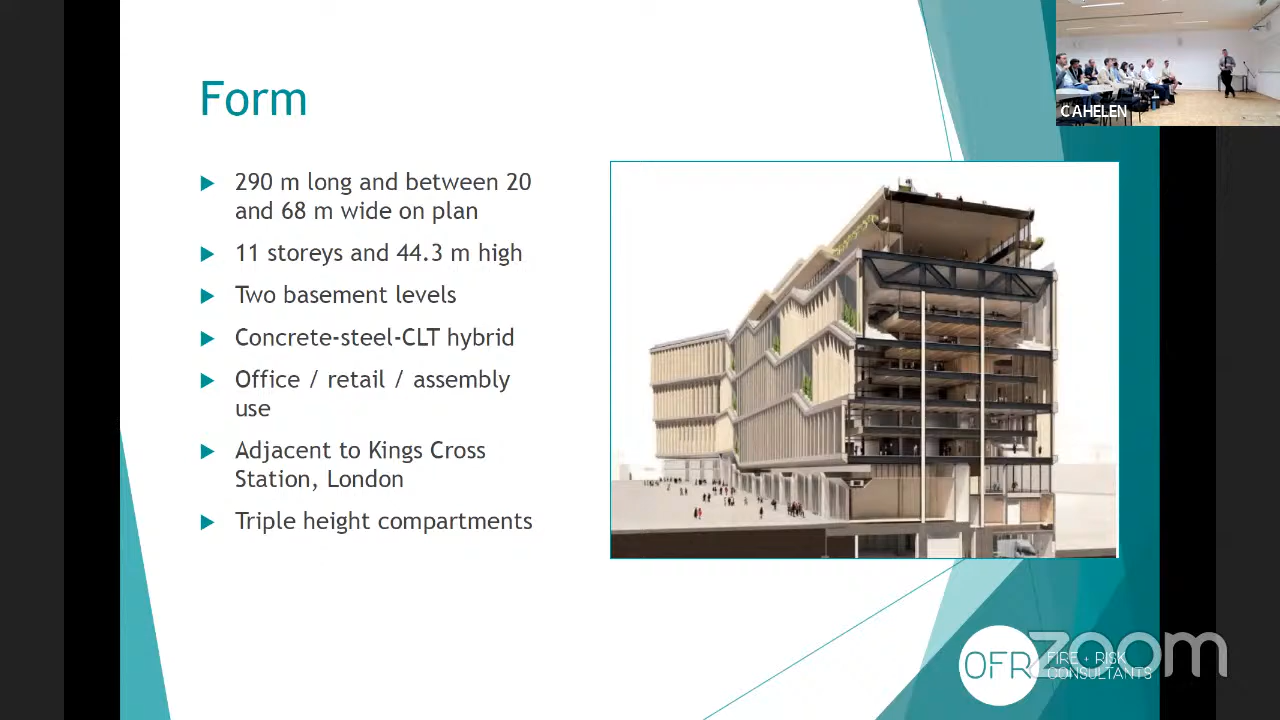 Form
290 m long and between 20
and 68 m wide on plan
11 storeys and 44.3 m high
Two basement levels
Concrete-steel-CLT hybrid
Office / retail / assembly
use
Adjacent to Kings Cross
Station, London
Triple height compartments
CAHELEN
OFR
FIRE + RISK
CONSULTANTS
zoom